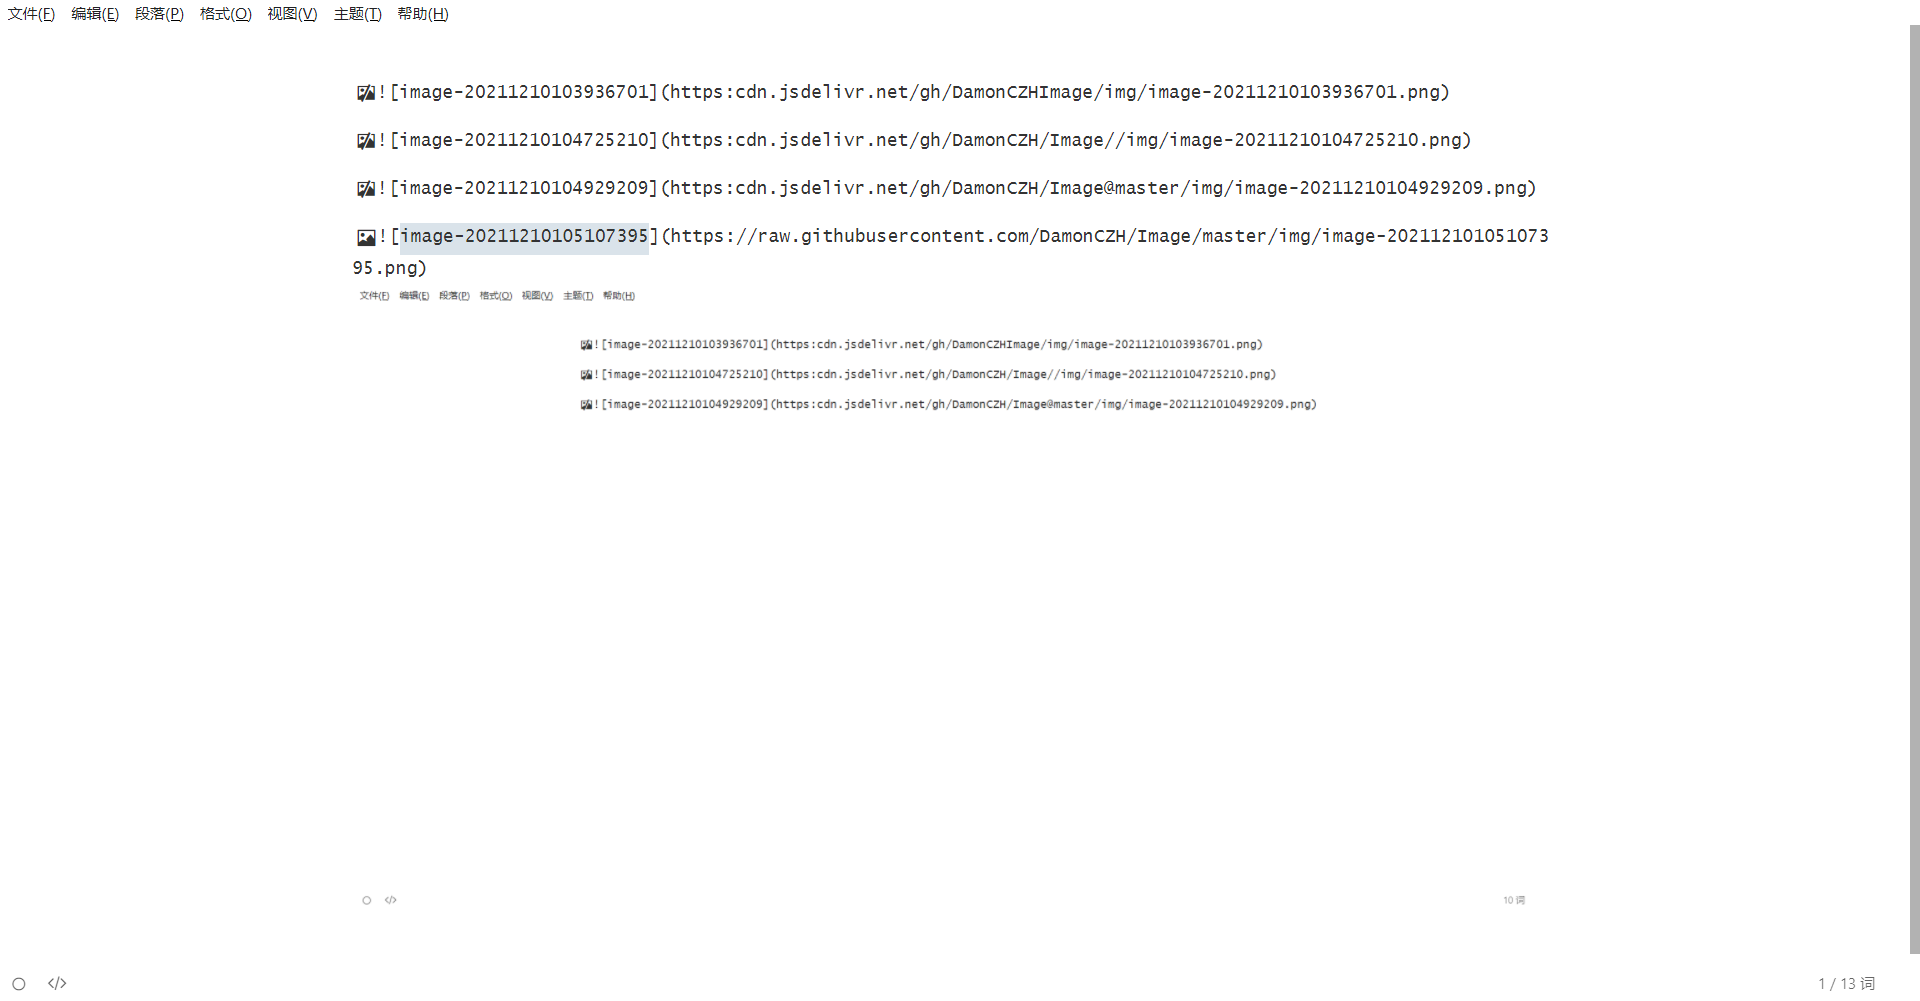 文件(F) 编辑(E) 段落(P) 格式(O) 视图(V) 主题(T) 帮助(H)
![image-20211210103936701](https:cdn.jsdelivr.net/gh/DamonCZHImage/img/image-20211210103936701.png)
![image-20211210104725210](https:cdn.jsdelivr.net/gh/DamonCZH/Image//img/image-20211210104725210.png)
![image-20211210104929209](https:cdn.jsdelivr.net/gh/DamonCZH/Image@master/img/image-20211210104929209.png)
![image-20211210105107395](https://raw.githubusercontent.com/DamonCZH/Image/master/img/image-202112101051073
95.png)
文件(F) 编辑(E) 段落(P) 格式(O) 视图(V) 主题(T) 帮助(H)
![image-20211210103936701](https:cdn.jsdelivr.net/gh/DamonCZHImage/img/image-20211210103936701.png)
![image-20211210104725210](https:cdn.jsdelivr.net/gh/DamonCZH/Image//img/image-20211210104725210.png)
![image-20211210104929209](https:cdn.jsdelivr.net/gh/DamonCZH/Image@master/img/image-20211210104929209.png)
</> 10 词
</> 1 / 13 词